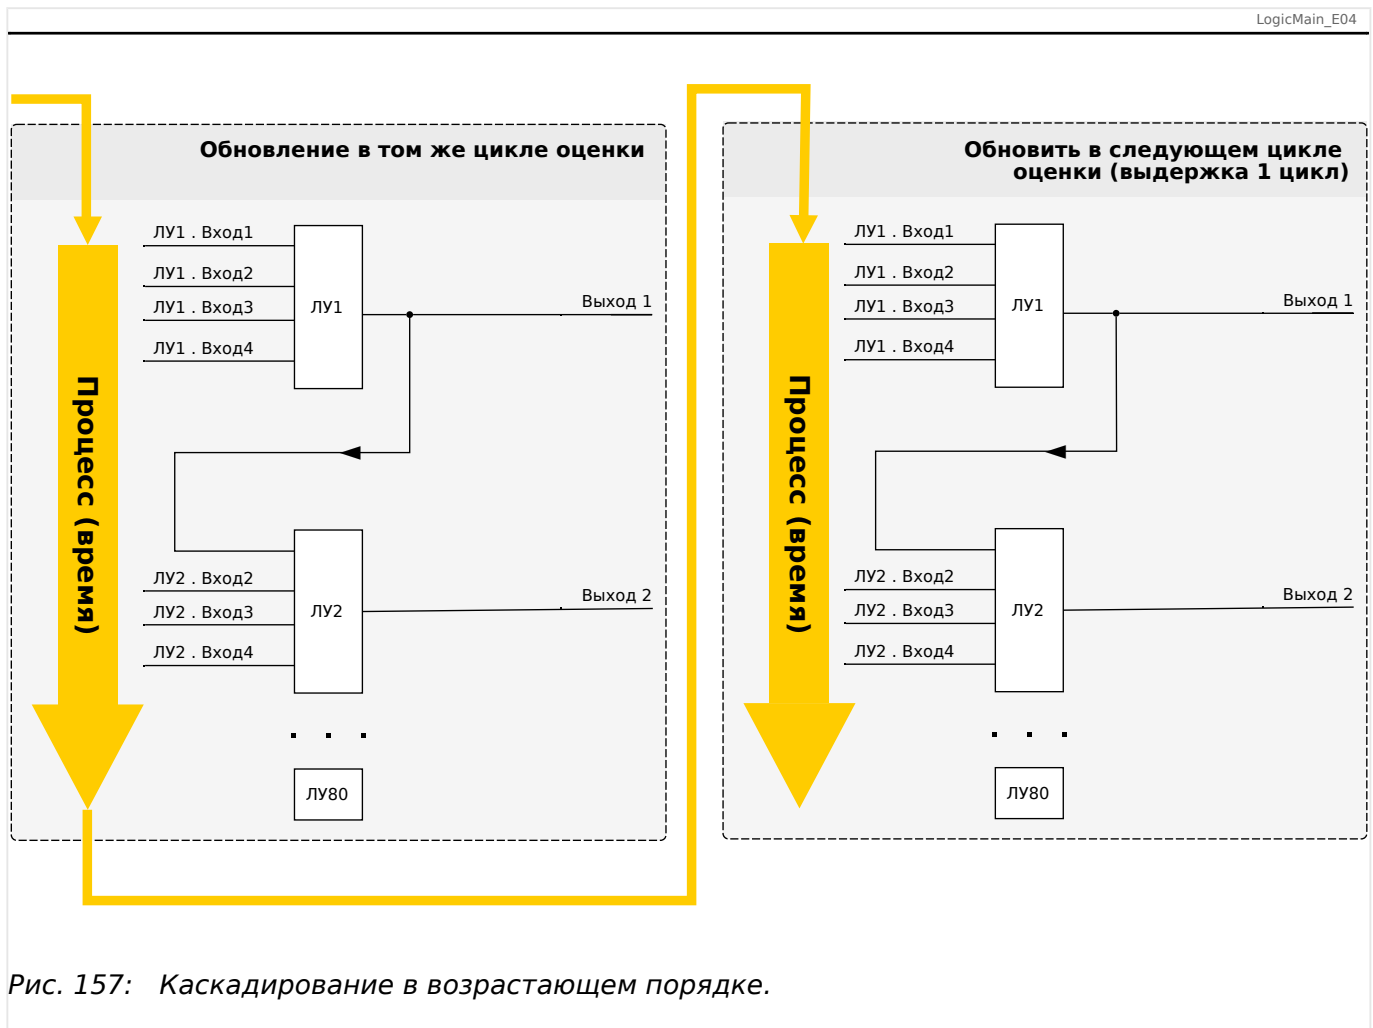 LogicMain_E04
Обновление в том же цикле оценки
ЛУ1 . Вход1
ЛУ1 . Вход2
ЛУ1 . Вход3
ЛУ1 . Вход4
ЛУ1
Выход 1
Процесс (время)
ЛУ2 . Вход2
ЛУ2 . Вход3
ЛУ2 . Вход4
ЛУ2
Выход 2
ЛУ80
Обновить в следующем цикле
оценки (выдержка 1 цикл)
ЛУ1 . Вход1
ЛУ1 . Вход2
ЛУ1 . Вход3
ЛУ1 . Вход4
ЛУ1
Выход 1
Процесс (время)
ЛУ2 . Вход2
ЛУ2 . Вход3
ЛУ2 . Вход4
ЛУ2
Выход 2
ЛУ80
Рис. 157: Каскадирование в возрастающем порядке.